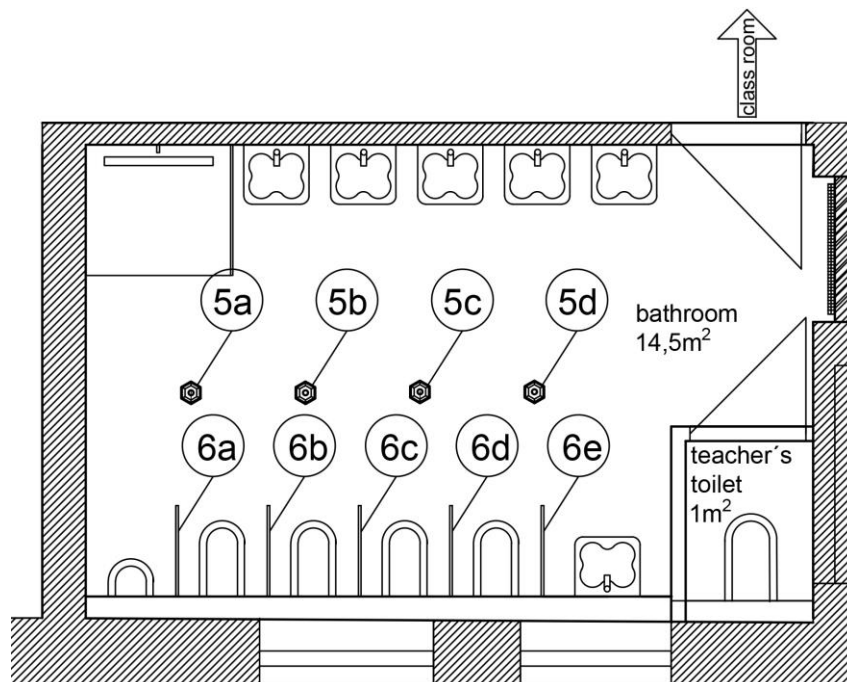 class room
5a
5b
5c
5d
bathroom
14,5m²
6a
6b
6c
6d
6e
teacher´s
toilet
1m²